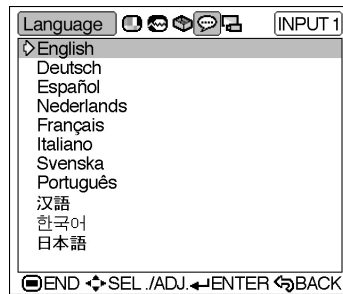 Language INPUT 1
English
Deutsch
Español
Nederlands
Français
Italiano
Svenska
Português
汉語
한국어
日本語
END SEL./ADJ. ENTER BACK